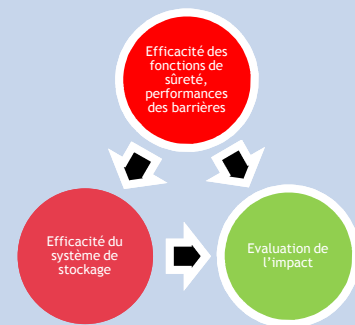 Efficacité des
fonctions de
sûreté,
performances
des barrières
Efficacité du
système de
stockage
Evaluation de
l'impact